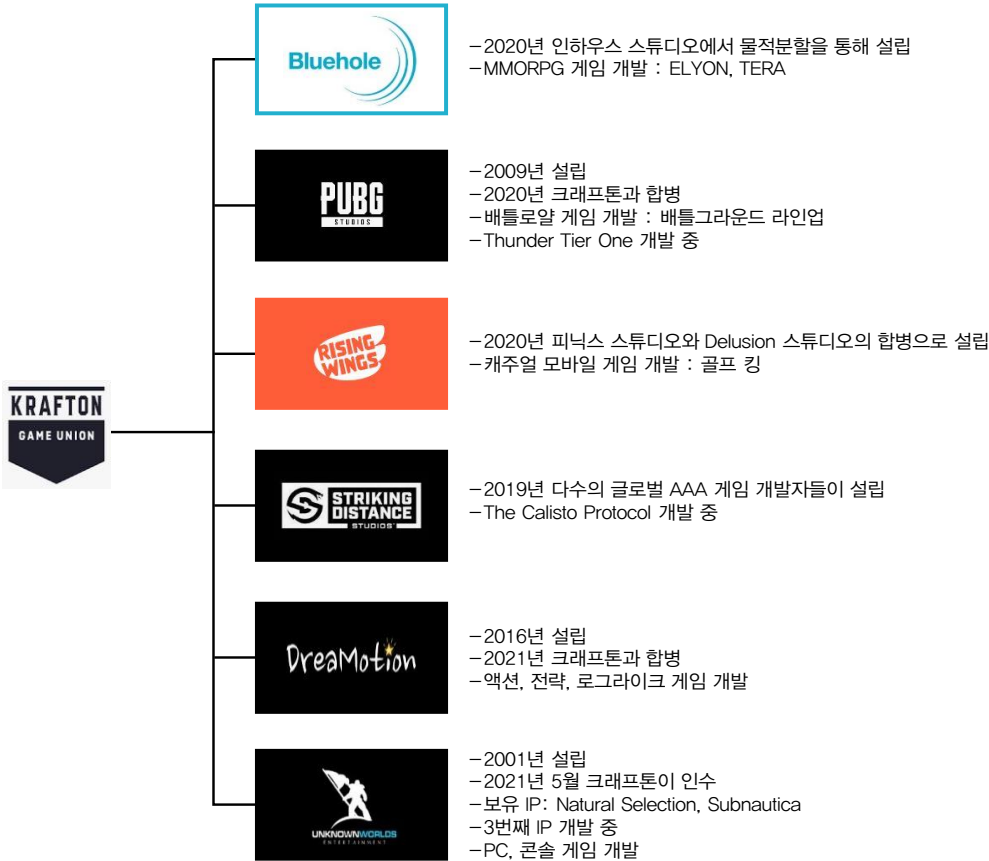 Bluehole
-2020년 인하우스 스튜디오에서 물적분할을 통해 설립
-MMORPG 게임 개발 : ELYON, TERA
PUBG
STUDIOS
-2009년 설립
-2020년 크래프톤과 합병
-배틀로얄 게임 개발 : 배틀그라운드 라인업
-Thunder Tier One 개발 중
RISING
WINGS
-2020년 피닉스 스튜디오와 Delusion 스튜디오의 합병으로 설립
-캐주얼 모바일 게임 개발 : 골프 킹
KRAFTON
GAME UNION
STRIKING
DISTANCE
STUDIOS™
-2019년 다수의 글로벌 AAA 게임 개발자들이 설립
-The Calisto Protocol 개발 중
DreaMotion
-2016년 설립
-2021년 크래프톤과 합병
-액션, 전략, 로그라이크 게임 개발
UNKNOWNWORLDS
ENTERTAINMENT
-2001년 설립
-2021년 5월 크래프톤이 인수
-보유 IP: Natural Selection, Subnautica
-3번째 IP 개발 중
-PC, 콘솔 게임 개발